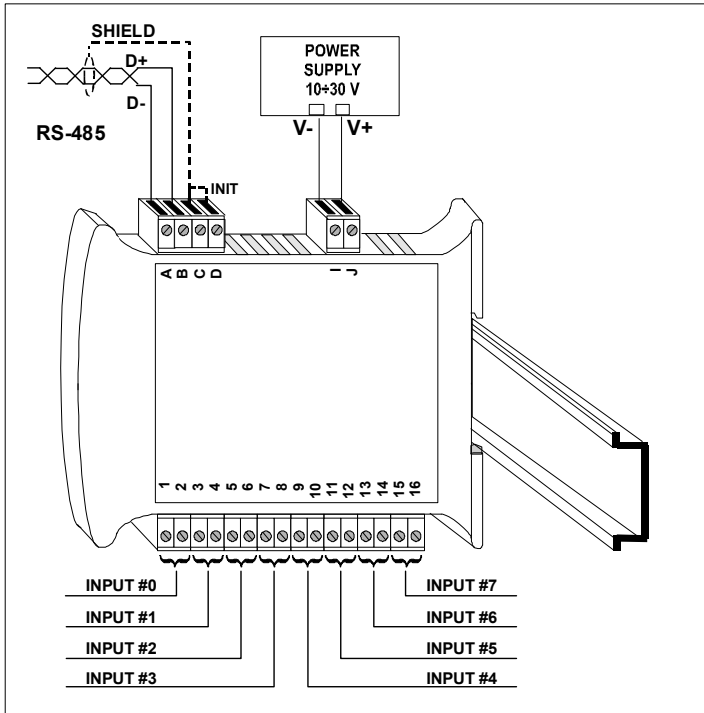 SHIELD
D+
D-
RS-485
INIT
POWER
SUPPLY
10÷30 V
V- V+
A B C D I J
1 2 3 4 5 6 7 8 9 10 11 12 13 14 15 16
INPUT #0
INPUT #1
INPUT #2
INPUT #3
INPUT #7
INPUT #6
INPUT #5
INPUT #4